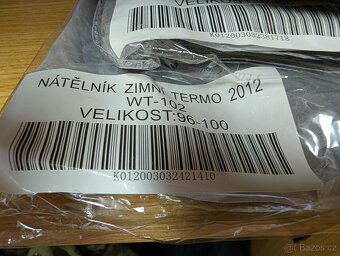 VELIKOST
K012003032381718
NÁTĚLNÍK ZIMNÍ TERMO 2012
WT-102
VELIKOST:96-100
K012003032421410
Bazos.cz